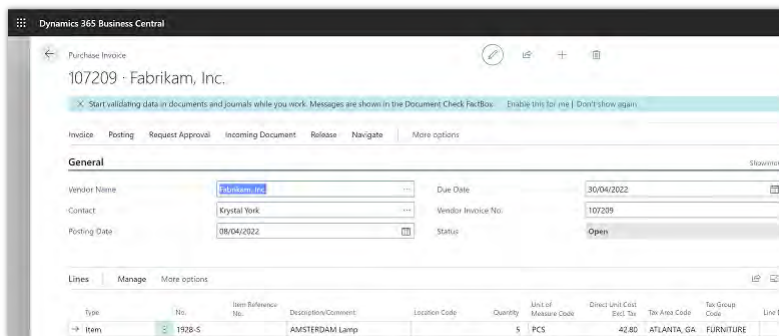 Dynamics 365 Business Central
Purchase Invoice
107209 · Fabrikam, Inc.
Start validating data in documents and journals while you work. Messages are shown in the Document Check FactBox. Enable this for me | Don't show again
Invoice Posting Request Approval Incoming Document Release Navigate More options
General
Show more
Vendor Name Fabrikam, Inc. Due Date 30/04/2022
Contact Krystal York Vendor Invoice No. 107209
Posting Date 08/04/2022 Status Open
Lines Manage More options
Type No. Item Reference No. Description/Comment Location Code Quantity Unit of Measure Code Direct Unit Cost Excl. Tax Tax Area Code Tax Group Code
Item 1928-S AMSTERDAM Lamp 5 PCS 42.80 ATLANTA, GA FURNITURE